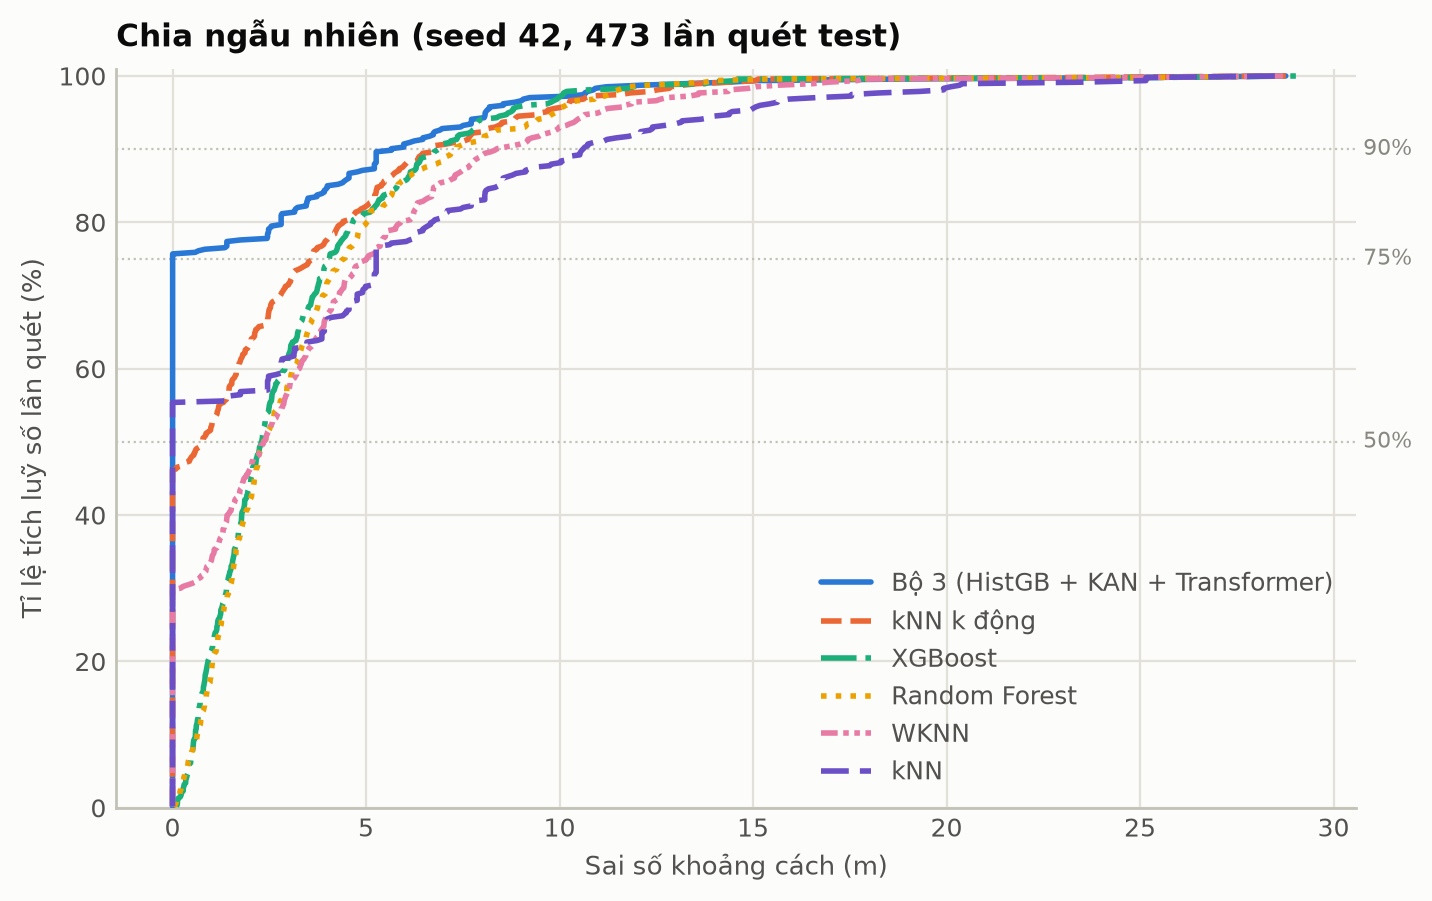 Chia ngẫu nhiên (seed 42, 473 lần quét test)
100
80
60
40
20
0
90%
75%
50%
Tỉ lệ tích luỹ số lần quét (%)
Bộ 3 (HistGB + KAN + Transformer)
kNN k động
XGBoost
Random Forest
WKNN
kNN
0 5 10 15 20 25 30
Sai số khoảng cách (m)